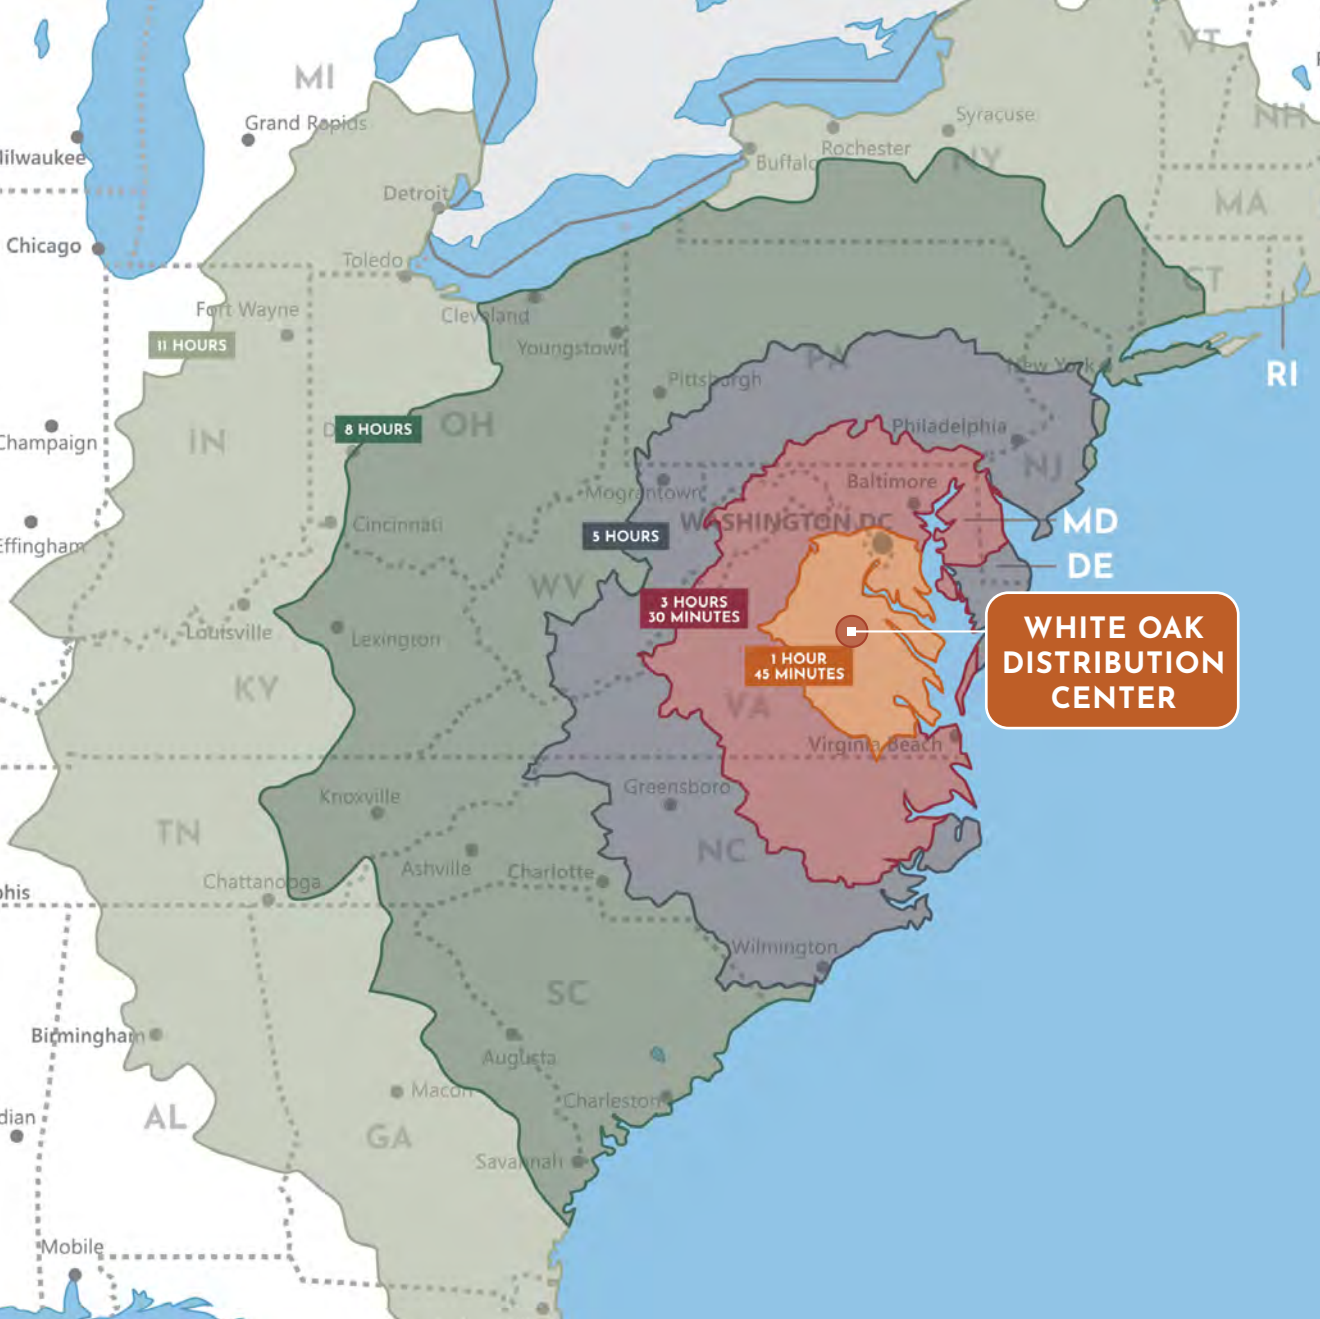 VT
MI
Syracuse
NH
Grand Rapids
Rochester
ilwaukee
Buffalo
NY
Detroit
MA
Chicago
Toledo
CT
Fort Wayne
Cleveland
11 HOURS
Youngstown
PA
New York
RI
Pittsburgh
8 HOURS
OH
Philadelphia
Champaign
IN
NJ
Baltimore
Mograntown
Cincinnati
WASHINGTON DC
MD
5 HOURS
Effingham
DE
WV
3 HOURS
30 MINUTES
Louisville
Lexington
WHITE OAK
DISTRIBUTION
CENTER
1 HOUR
45 MINUTES
KY
VA
Virginia Beach
Greensboro
Knoxville
TN
NC
Ashville
Charlotte
Chattanooga
phis
Wilmington
SC
Birmingham
Augusta
Macon
Charleston
dian
AL
GA
Savannah
Mobile